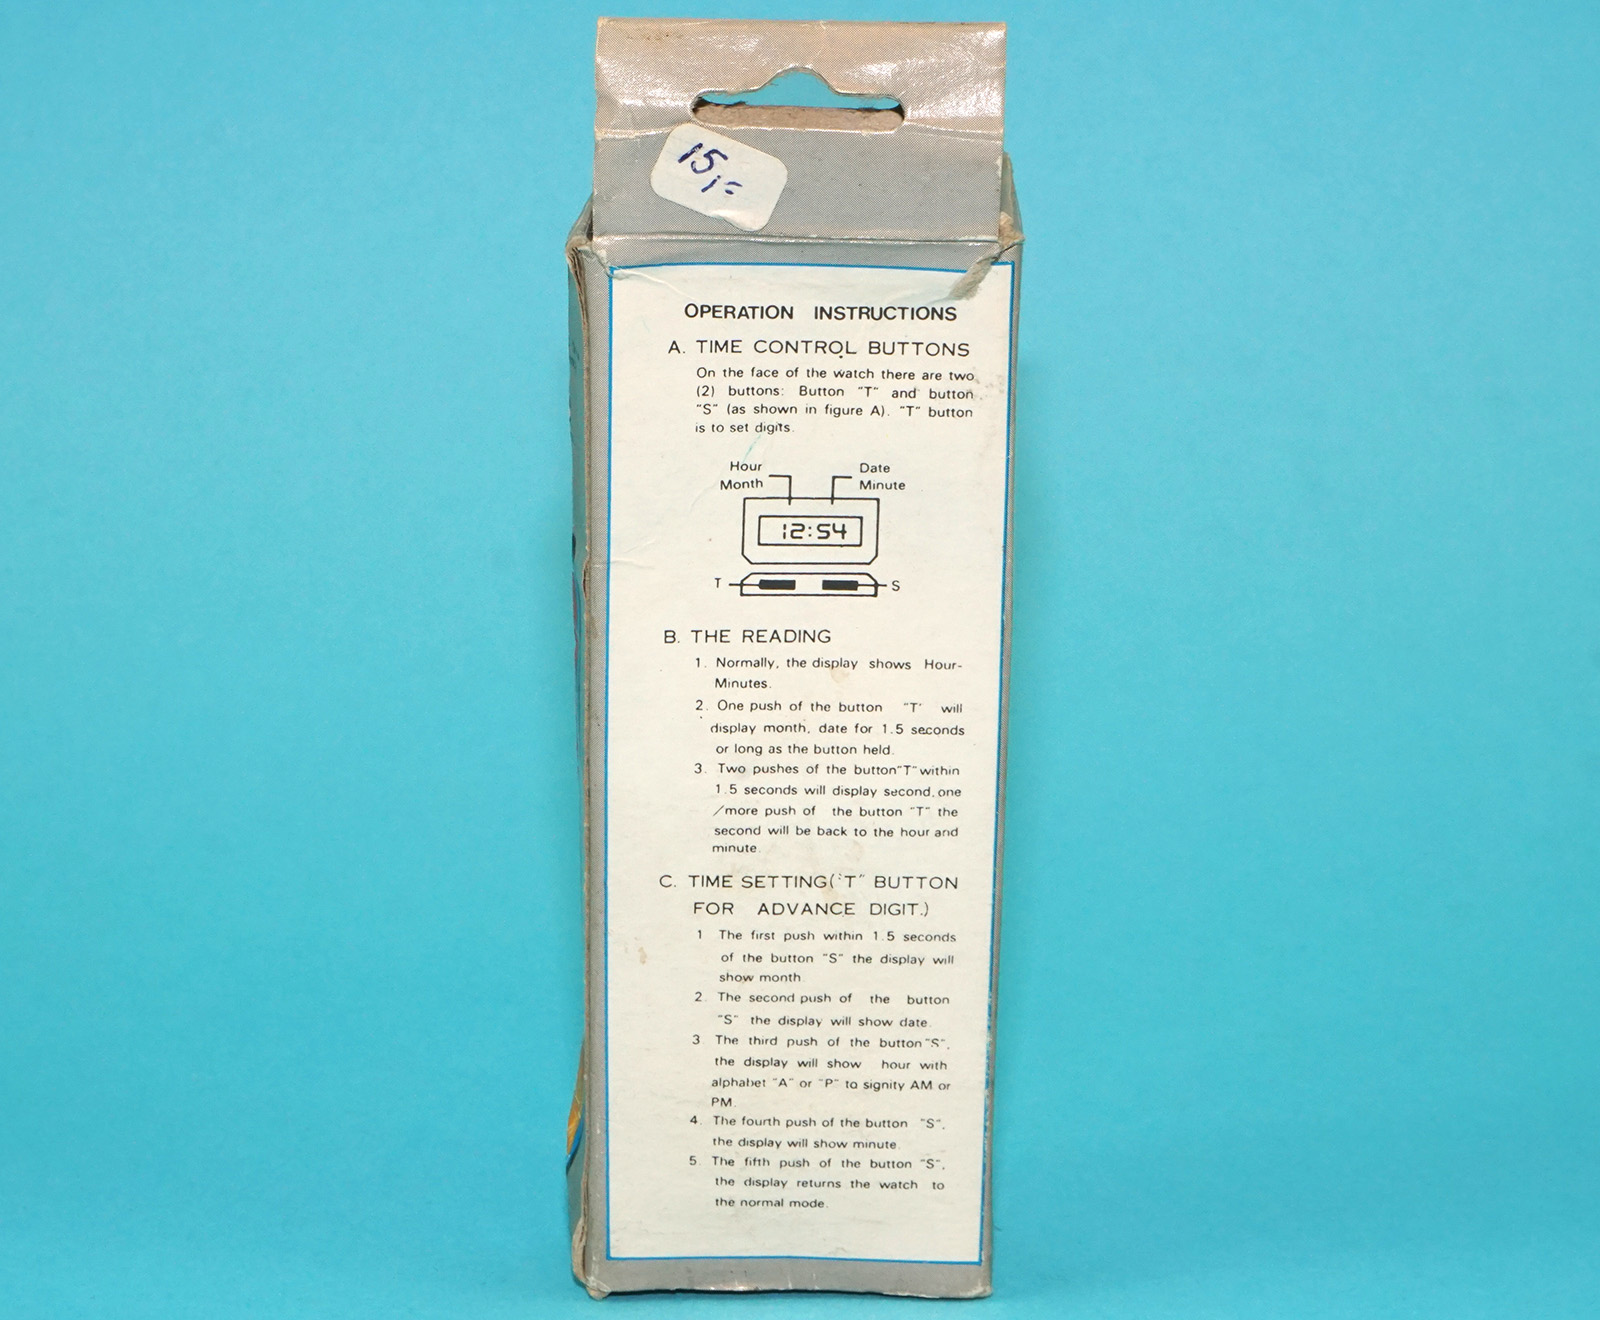 15,=
OPERATION INSTRUCTIONS
A. TIME CONTROL BUTTONS
On the face of the watch there are two
(2) buttons: Button "T" and button
"S" (as shown in figure A). "T" button
is to set digits.
Hour
Month
Date
Minute
12:54
T
S
B. THE READING
1. Normally, the display shows Hour-
Minutes.
2. One push of the button "T' will
display month, date for 1.5 seconds
or long as the button held.
3. Two pushes of the button"T"within
1.5 seconds will display second,one
/more push of the button "T" the
second will be back to the hour and
minute.
C. TIME SETTING("T" BUTTON
FOR ADVANCE DIGIT.)
1 The first push within 1.5 seconds
of the button "S" the display will
show month
2. The second push of the button
"S" the display will show date.
3 The third push of the button"S",
the display will show hour with
alphabet "A" or "P" to signity AM or
PM.
4. The fourth push of the button "S",
the display will show minute.
5. The fifth push of the button "S",
the display returns the watch to
the normal mode.